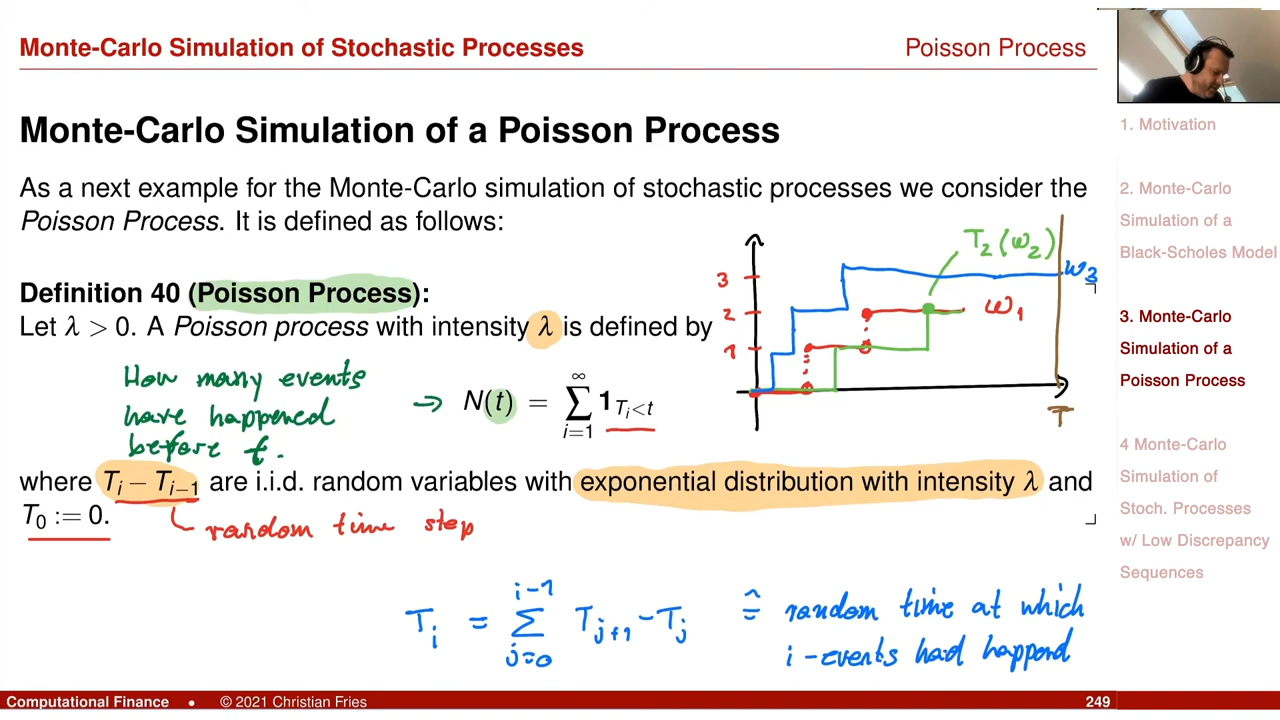 Monte-Carlo Simulation of Stochastic Processes
Poisson Process
Monte-Carlo Simulation of a Poisson Process
As a next example for the Monte-Carlo simulation of stochastic processes we consider the
Poisson Process. It is defined as follows:
Definition 40 (Poisson Process):
Let λ > 0. A Poisson process with intensity λ is defined by
How many events
have happened
before t.
→ N(t) = ∑_{i=1}^{∞} 1_{T_i<t}
where T_i − T_{i−1} are i.i.d. random variables with exponential distribution with intensity λ and
T_0 := 0.
random time step
T_i = ∑_{j=0}^{i-1} T_{j+1} - T_j ≙ random time at which
i-events had happend
3
2
1
T_2(ω_2)
ω_3
ω_1
T
1. Motivation
2. Monte-Carlo
Simulation of a
Black-Scholes Model
3. Monte-Carlo
Simulation of a
Poisson Process
4 Monte-Carlo
Simulation of
Stoch. Processes
w/ Low Discrepancy
Sequences
Computational Finance • © 2021 Christian Fries
249